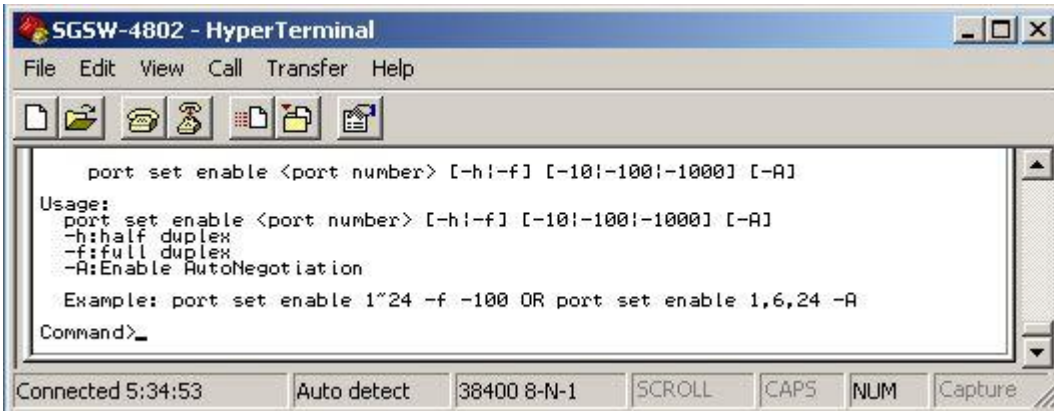 SGSW-4802 - HyperTerminal
File Edit View Call Transfer Help
port set enable <port number> [-h¦-f] [-10¦-100¦-1000] [-A]
Usage:
port set enable <port number> [-h¦-f] [-10¦-100¦-1000] [-A]
-h:half duplex
-f:full duplex
-A:Enable AutoNegotiation
Example: port set enable 1~24 -f -100 OR port set enable 1,6,24 -A
Command>_
Connected 5:34:53 Auto detect 38400 8-N-1 SCROLL CAPS NUM Capture